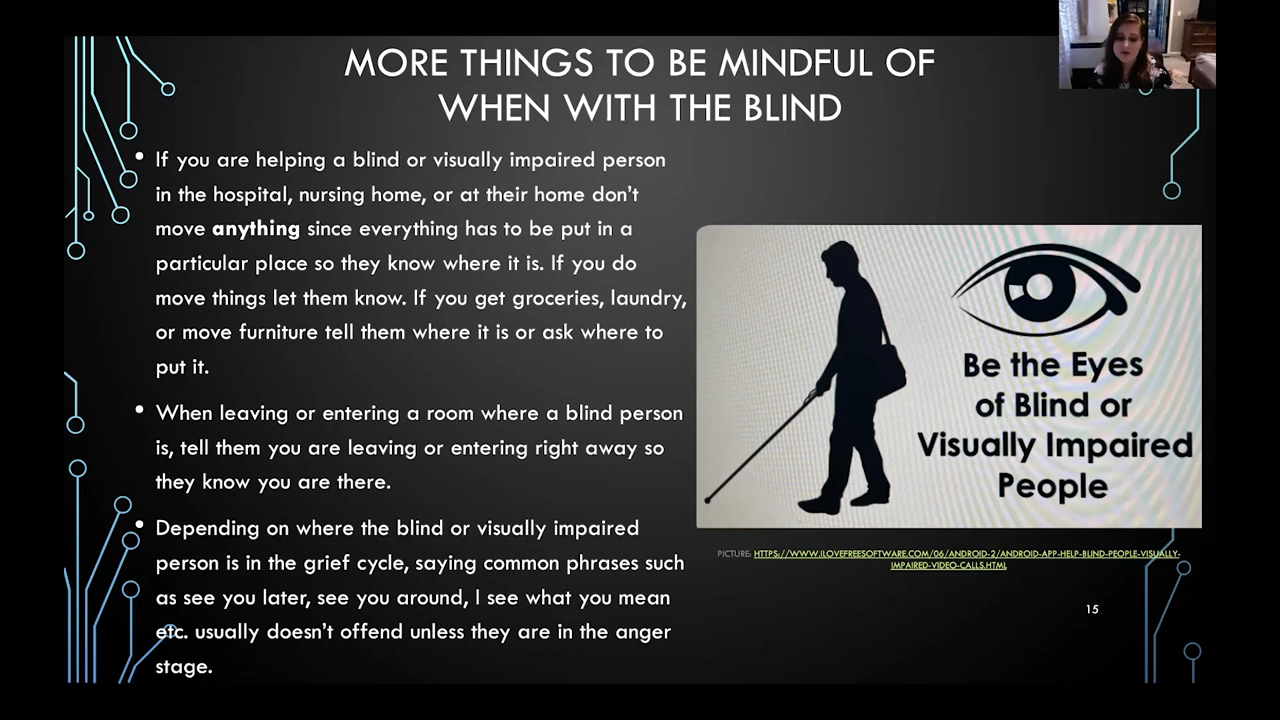 MORE THINGS TO BE MINDFUL OF
WHEN WITH THE BLIND
• If you are helping a blind or visually impaired person
in the hospital, nursing home, or at their home don’t
move anything since everything has to be put in a
particular place so they know where it is. If you do
move things let them know. If you get groceries, laundry,
or move furniture tell them where it is or ask where to
put it.
• When leaving or entering a room where a blind person
is, tell them you are leaving or entering right away so
they know you are there.
• Depending on where the blind or visually impaired
person is in the grief cycle, saying common phrases such
as see you later, see you around, I see what you mean
etc. usually doesn’t offend unless they are in the anger
stage.
Be the Eyes
of Blind or
Visually Impaired
People
PICTURE: HTTPS://WWW.ILOVEFREESOFTWARE.COM/06/ANDROID-2/ANDROID-APP-HELP-BLIND-PEOPLE-VISUALLY-
IMPAIRED-VIDEO-CALLS.HTML
15